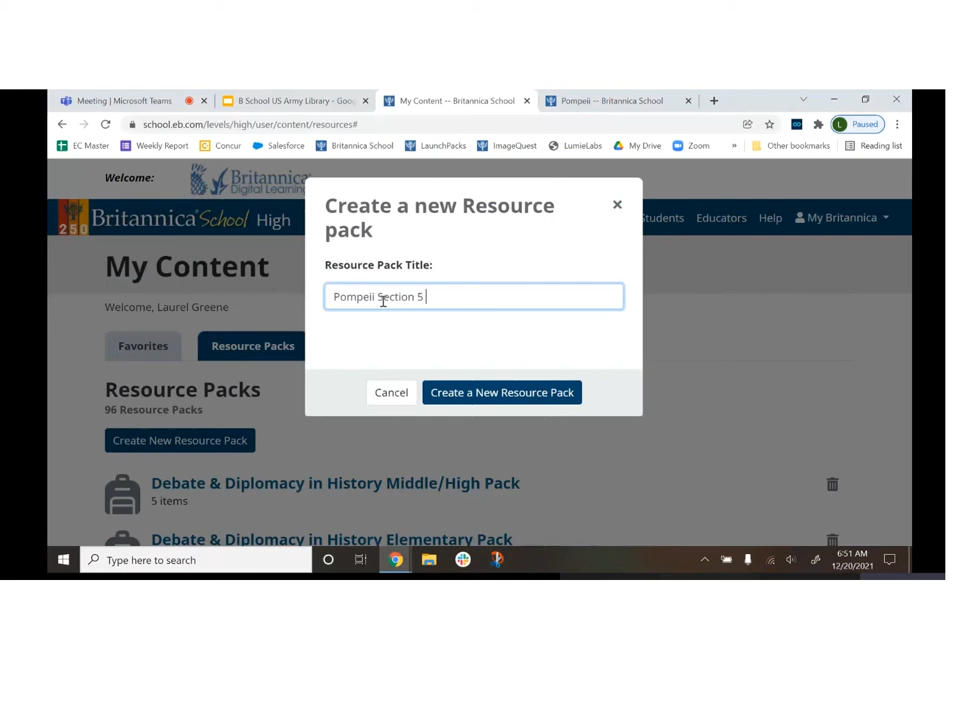 Meeting | Microsoft Teams
B School US Army Library - Goog
My Content -- Britannica School
Pompeii -- Britannica School
school.eb.com/levels/high/user/content/resources#
Paused
EC Master
Weekly Report
Concur
Salesforce
Britannica School
LaunchPacks
ImageQuest
LumieLabs
My Drive
Zoom
»
Other bookmarks
Reading list
Welcome:
Britannica
Digital Learning
250
Britannica School High
Students
Educators
Help
My Britannica
My Content
Welcome, Laurel Greene
Favorites
Resource Packs
Resource Packs
96 Resource Packs
Create New Resource Pack
Debate & Diplomacy in History Middle/High Pack
5 items
Debate & Diplomacy in History Elementary Pack
Create a new Resource
pack
Resource Pack Title:
Pompeii Section 5
Cancel
Create a New Resource Pack
Type here to search
6:51 AM
12/20/2021